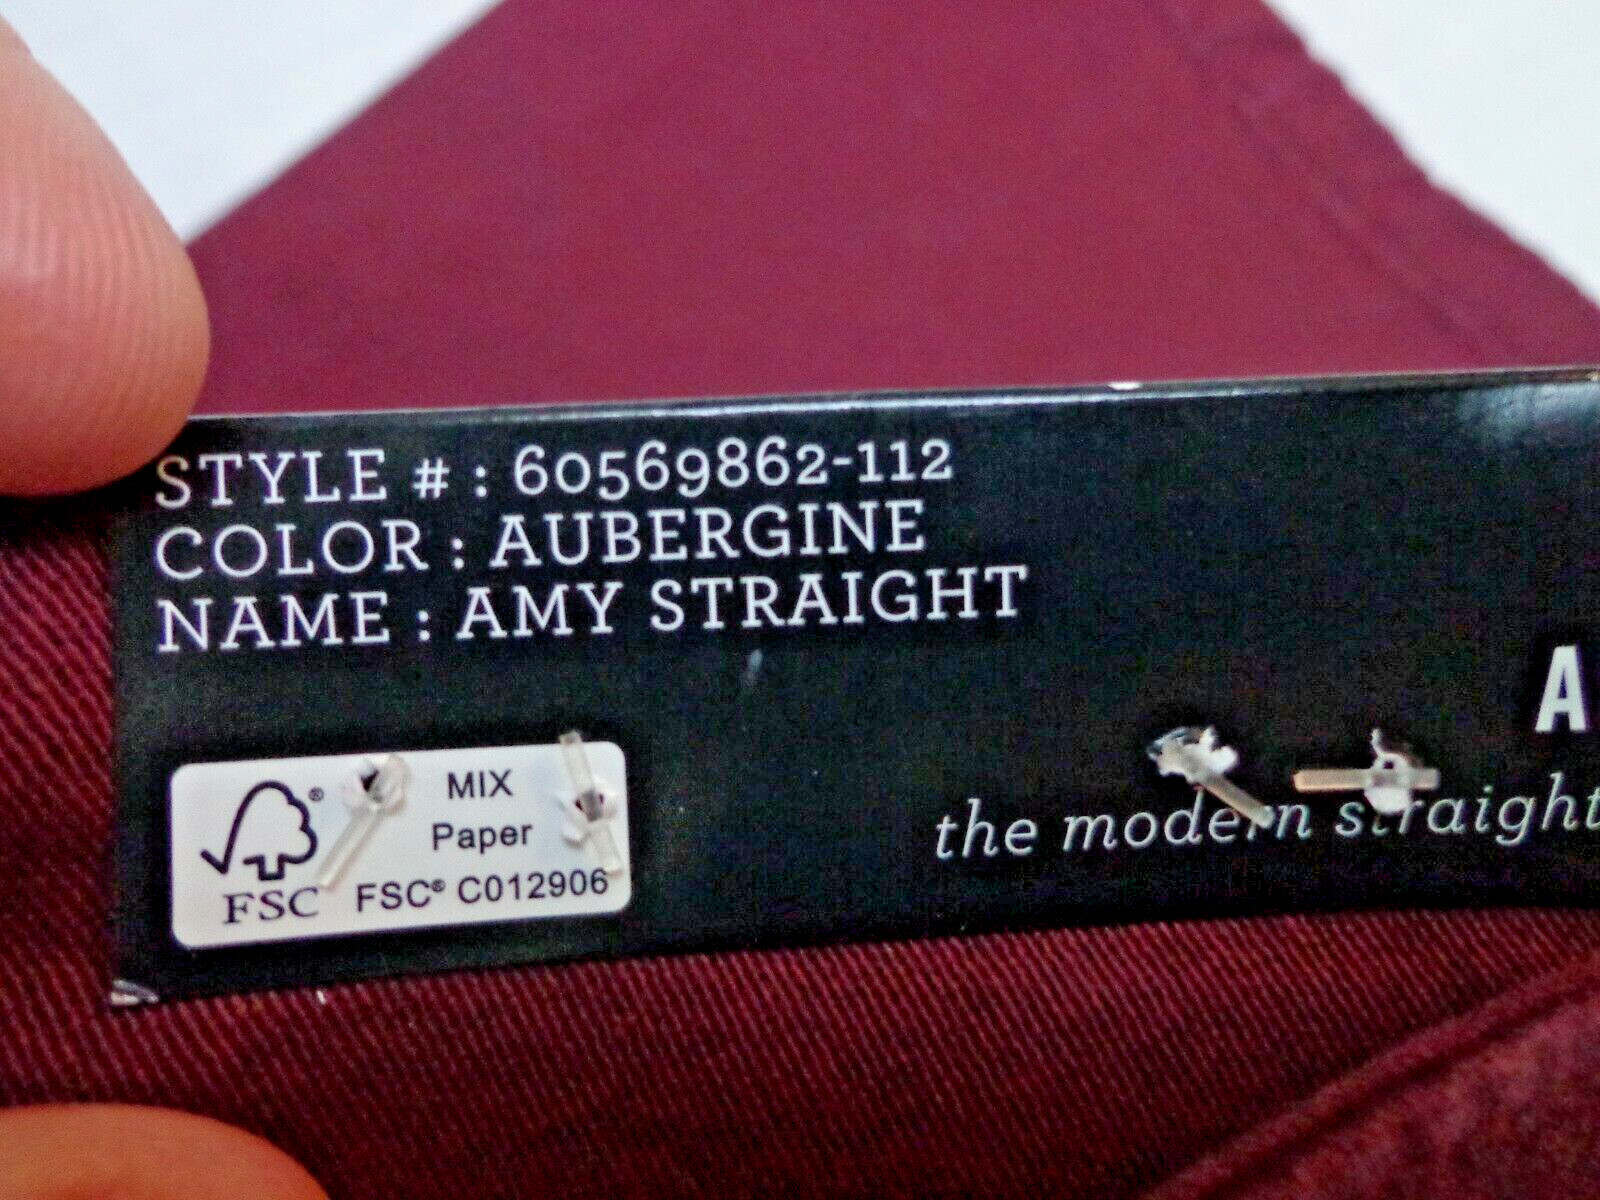 STYLE # : 60569862-112
COLOR : AUBERGINE
NAME : AMY STRAIGHT
A
the modern straight
MIX
Paper
FSC® C012906
® FSC